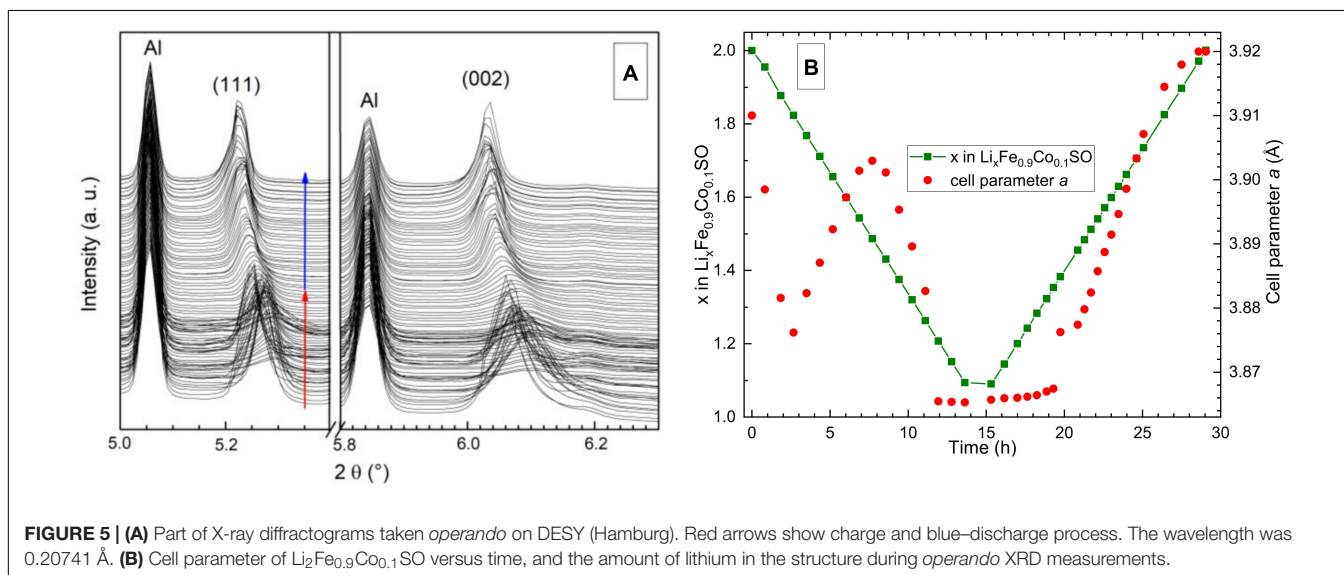 Al
(111)
Al
(002)
A
Intensity (a. u.)
5.0
5.2
5.8
6.0
6.2
2 θ (°)
B
2.0
1.8
1.6
1.4
1.2
1.0
x in LiₓFe₀.₉Co₀.₁SO
x in LiₓFe₀.₉Co₀.₁SO
cell parameter a
3.92
3.91
3.90
3.89
3.88
3.87
Cell parameter a (Å)
0
5
10
15
20
25
30
Time (h)
FIGURE 5 | (A) Part of X-ray diffractograms taken operando on DESY (Hamburg). Red arrows show charge and blue–discharge process. The wavelength was
0.20741 Å. (B) Cell parameter of Li₂Fe₀.₉Co₀.₁SO versus time, and the amount of lithium in the structure during operando XRD measurements.